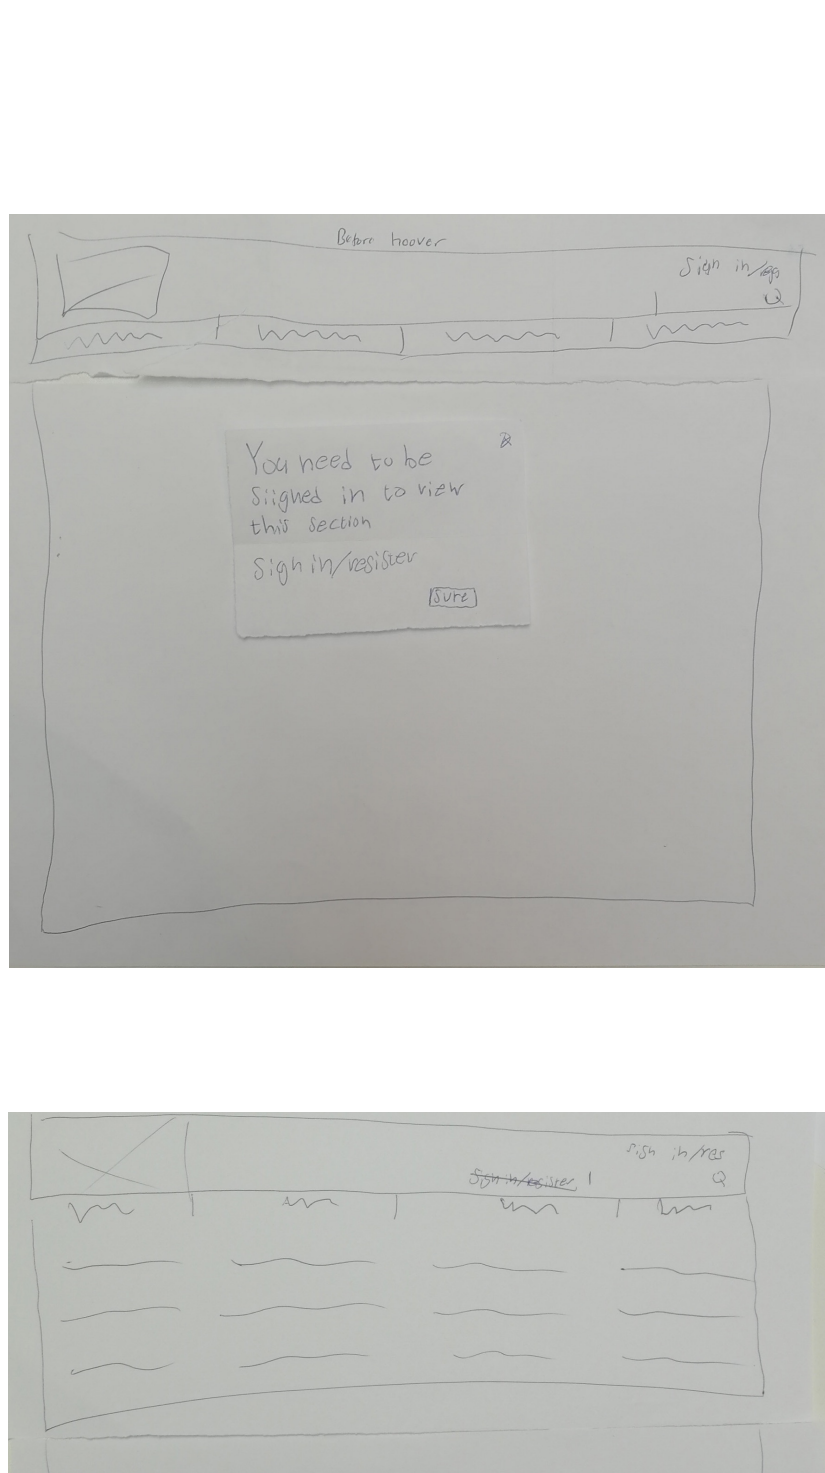 Before hoover
Sign in/reg
Q
You need to be
Siigned in to view
this section
Sign in/resister
Sure
Sign in/res
Sign in/resister
Q